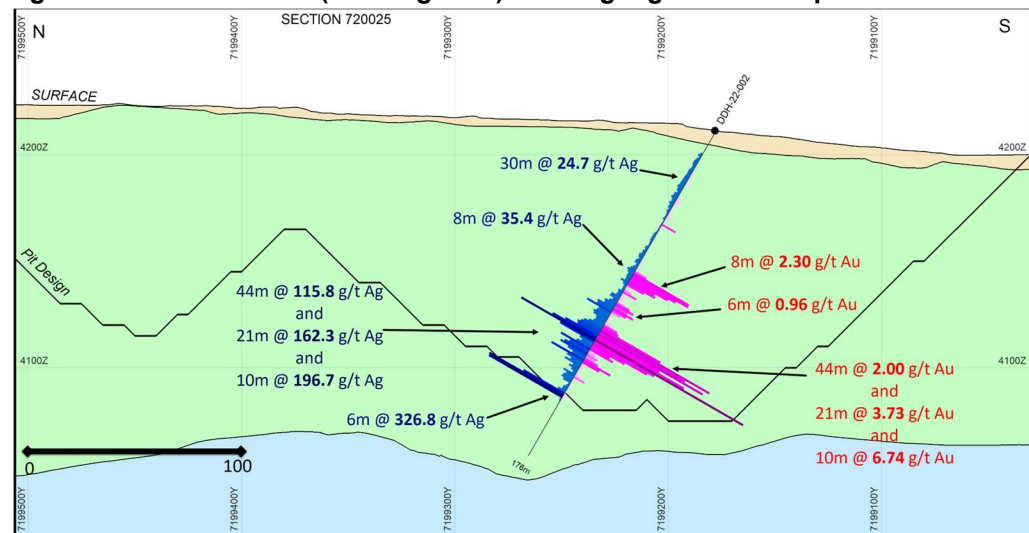 SECTION 720025
N
S
7199500Y
7199400Y
7199300Y
7199200Y
7199100Y
SURFACE
DDH-22-002
4200Z
4200Z
30m @ 24.7 g/t Ag
8m @ 35.4 g/t Ag
Pit Design
8m @ 2.30 g/t Au
6m @ 0.96 g/t Au
44m @ 115.8 g/t Ag
and
21m @ 162.3 g/t Ag
and
10m @ 196.7 g/t Ag
4100Z
4100Z
44m @ 2.00 g/t Au
and
21m @ 3.73 g/t Au
and
10m @ 6.74 g/t Au
6m @ 326.8 g/t Ag
176m
0
100
7199500Y
7199400Y
7199300Y
7199200Y
7199100Y